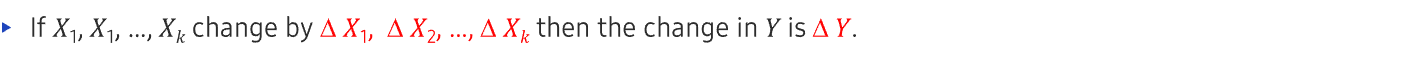 ▸ If X₁, X₁, ..., Xₖ change by Δ X₁, Δ X₂, ..., Δ Xₖ then the change in Y is Δ Y.